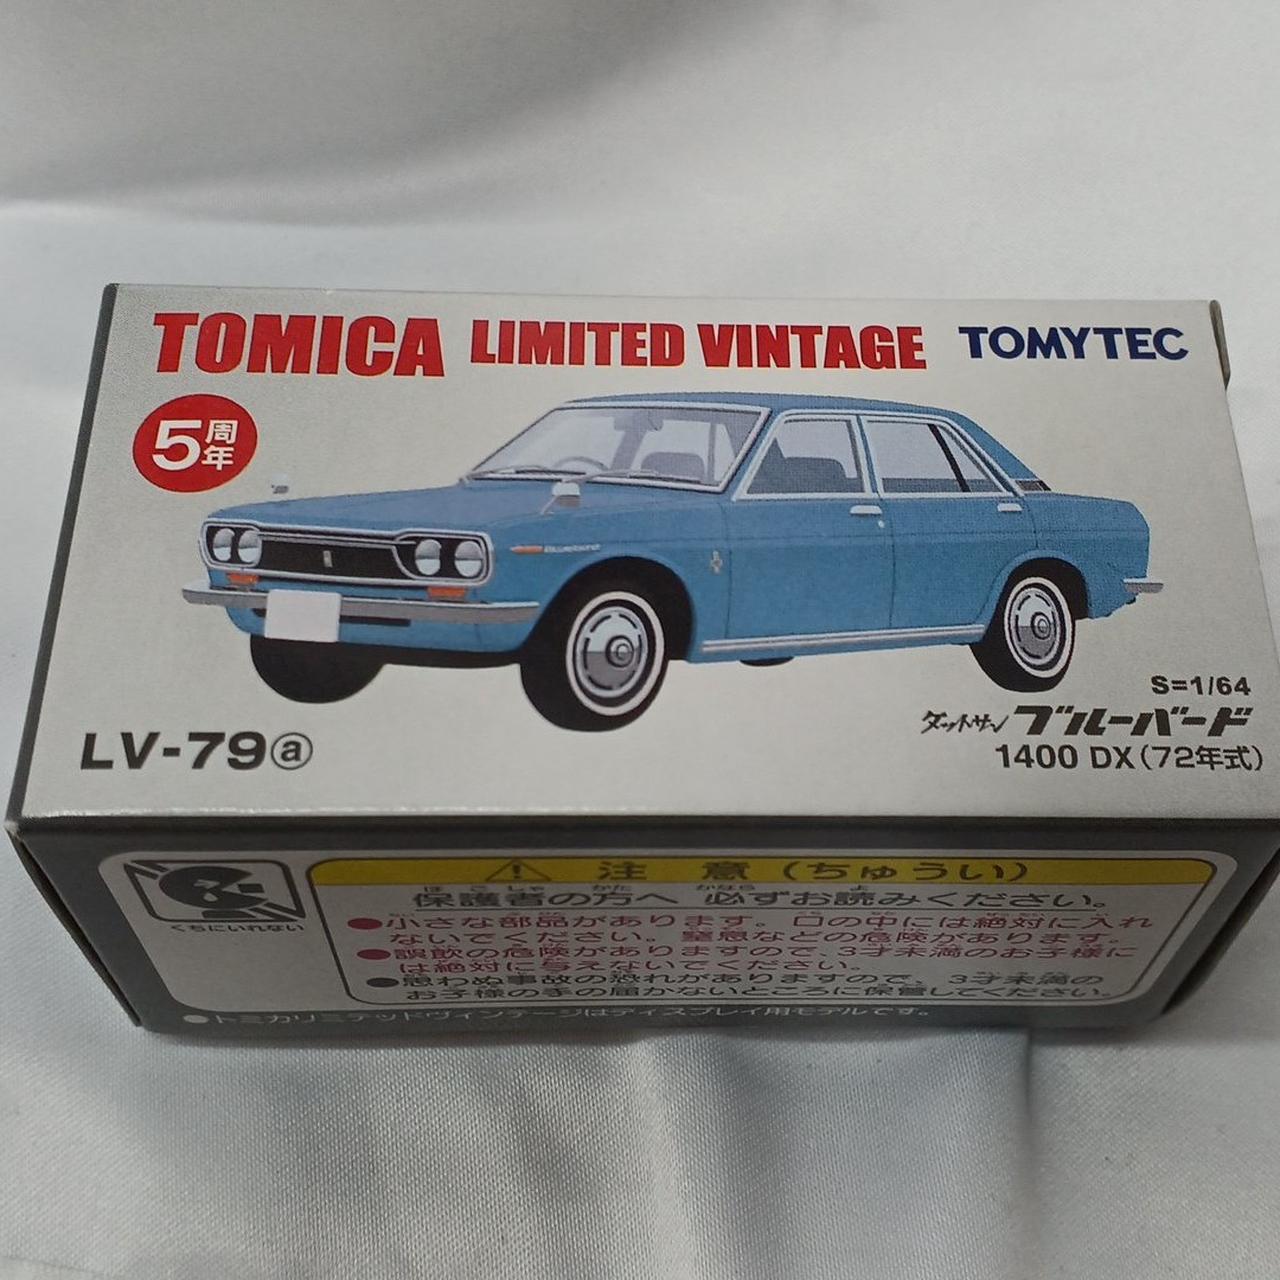 TOMICA LIMITED VINTAGE TOMYTEC
5周年
Bluebird
S=1/64
LV-79ⓐ
ダットサン ブルーバード
1400 DX(72年式)
注 意(ちゅうい)
保護者の方へ 必ずお読みください。
くちにいれない
●小さな部品があります。口の中には絶対に入れ
ないでください。窒息などの危険があります。
●誤飲の危険がありますので、3才未満のお子様に
は絶対に与えないでください。
●思わぬ事故の恐れがありますので、3才未満の
お子様の手の届かないところに保管してください。
●トミカリミテッドヴィンテージはディスプレイ用モデルです。